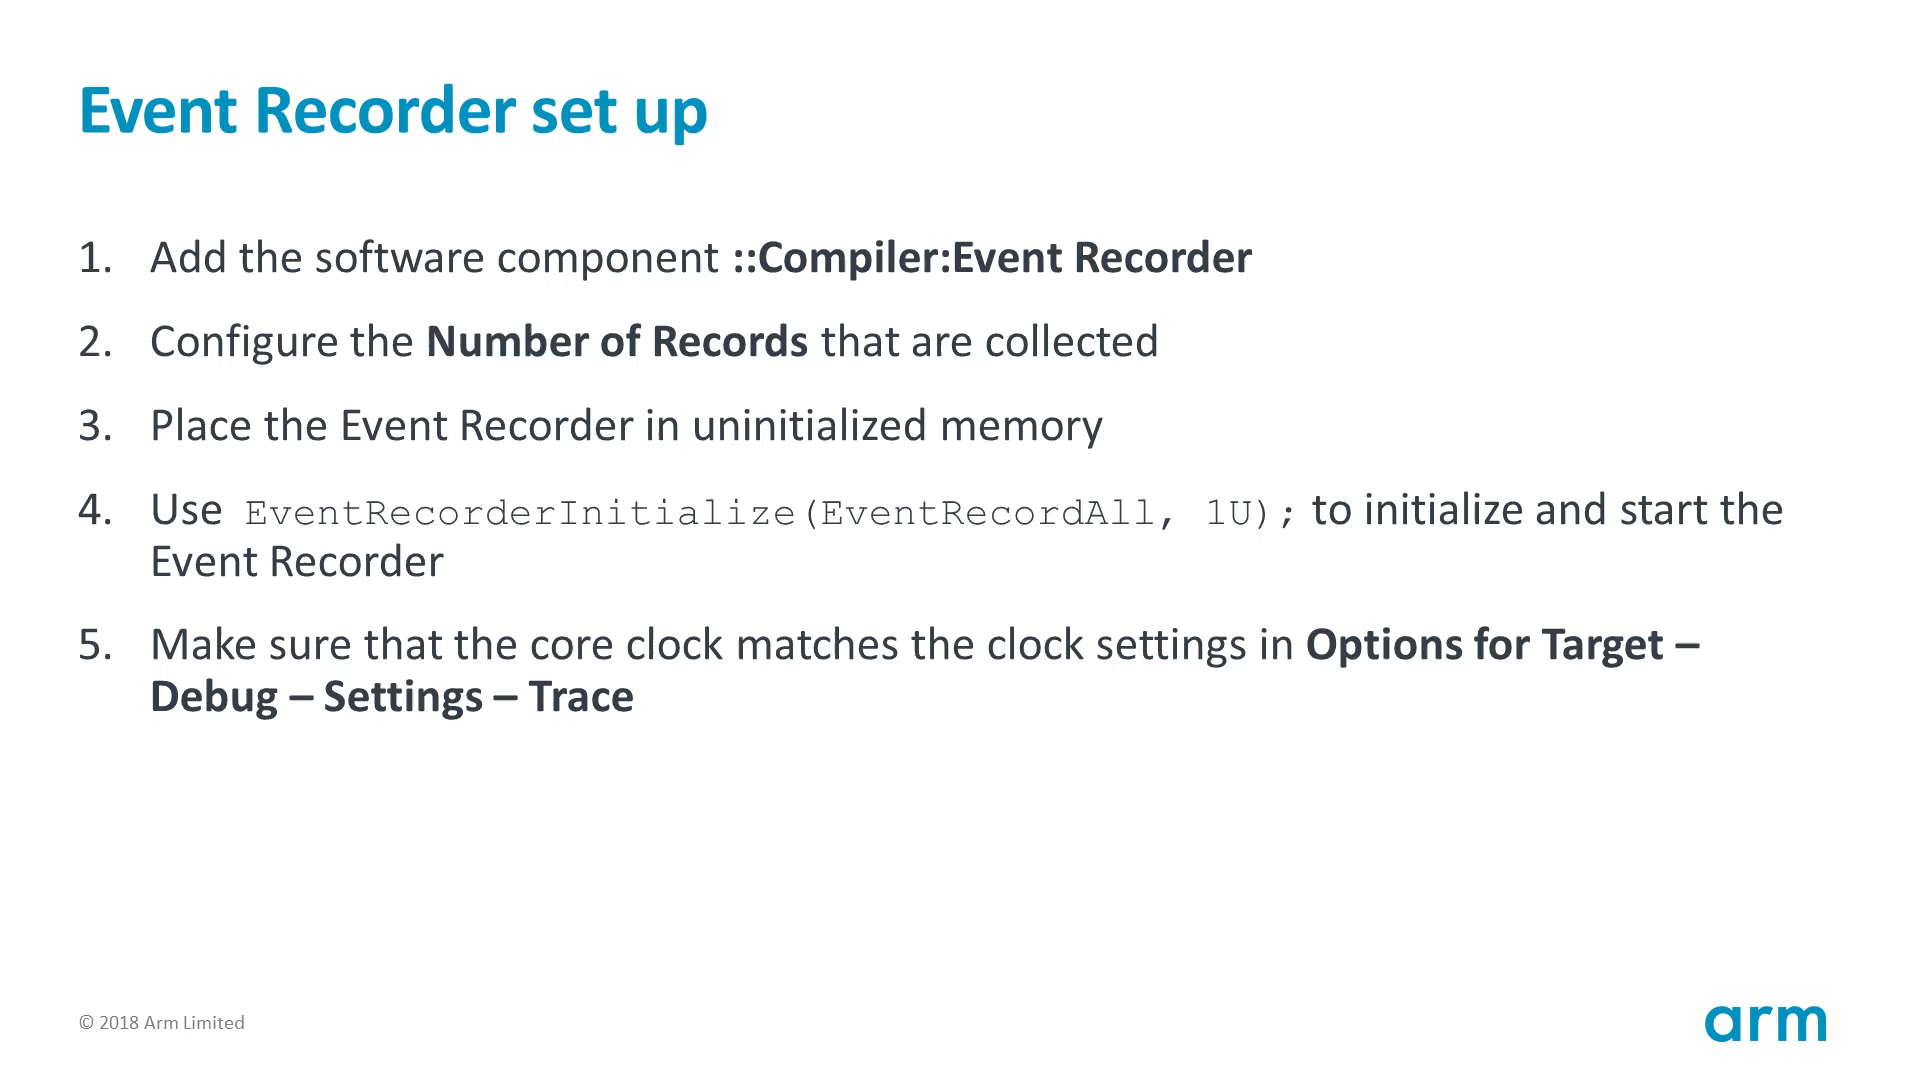 Event Recorder set up
1. Add the software component ::Compiler:Event Recorder
2. Configure the Number of Records that are collected
3. Place the Event Recorder in uninitialized memory
4. Use EventRecorderInitialize(EventRecordAll, 1U); to initialize and start the
Event Recorder
5. Make sure that the core clock matches the clock settings in Options for Target –
Debug – Settings – Trace
© 2018 Arm Limited
arm